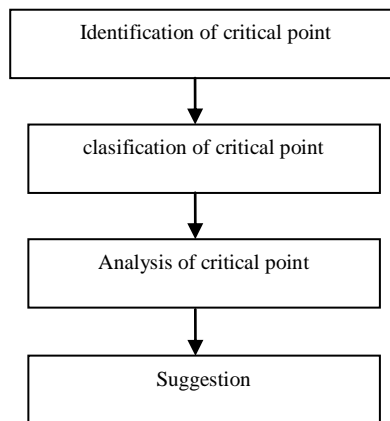 Identification of critical point
clasification of critical point
Analysis of critical point
Suggestion